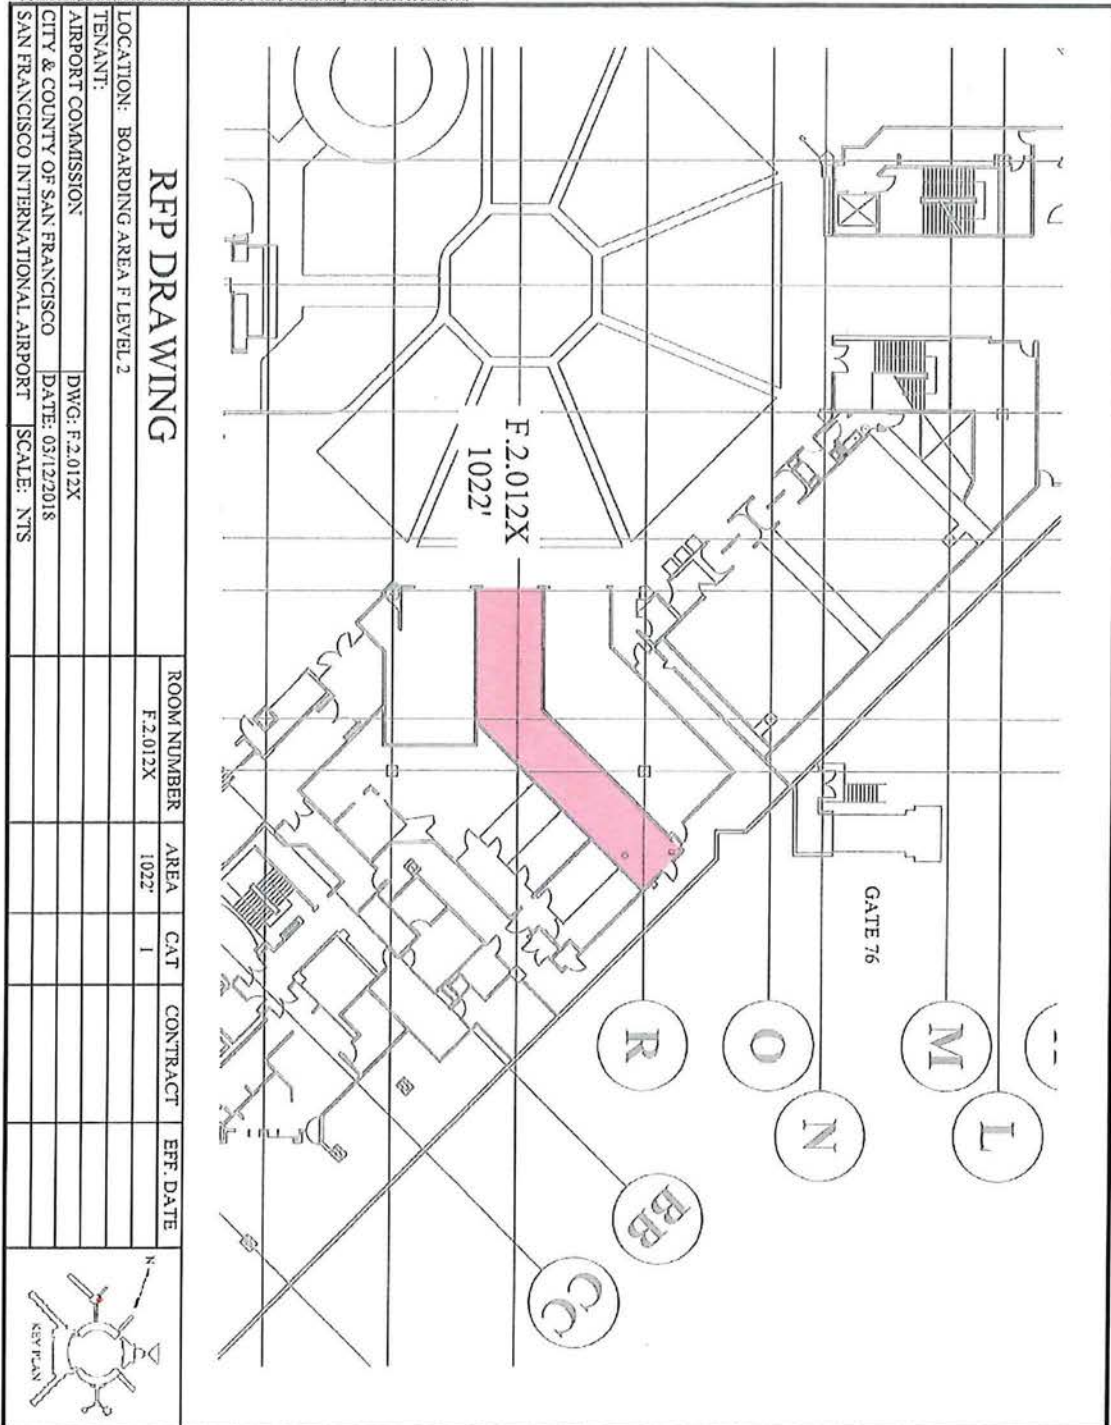 GATE 76
L
M
N
O
R
BB
CC
F.2.012X
1022'
RFP DRAWING
LOCATION: BOARDING AREA F LEVEL 2
TENANT:
AIRPORT COMMISSION
DWG: F.2.012X
CITY & COUNTY OF SAN FRANCISCO
DATE: 03/12/2018
SAN FRANCISCO INTERNATIONAL AIRPORT
SCALE: NTS
ROOM NUMBER AREA CAT CONTRACT EFF. DATE
F.2.012X 1022' 1
N
KEY PLAN